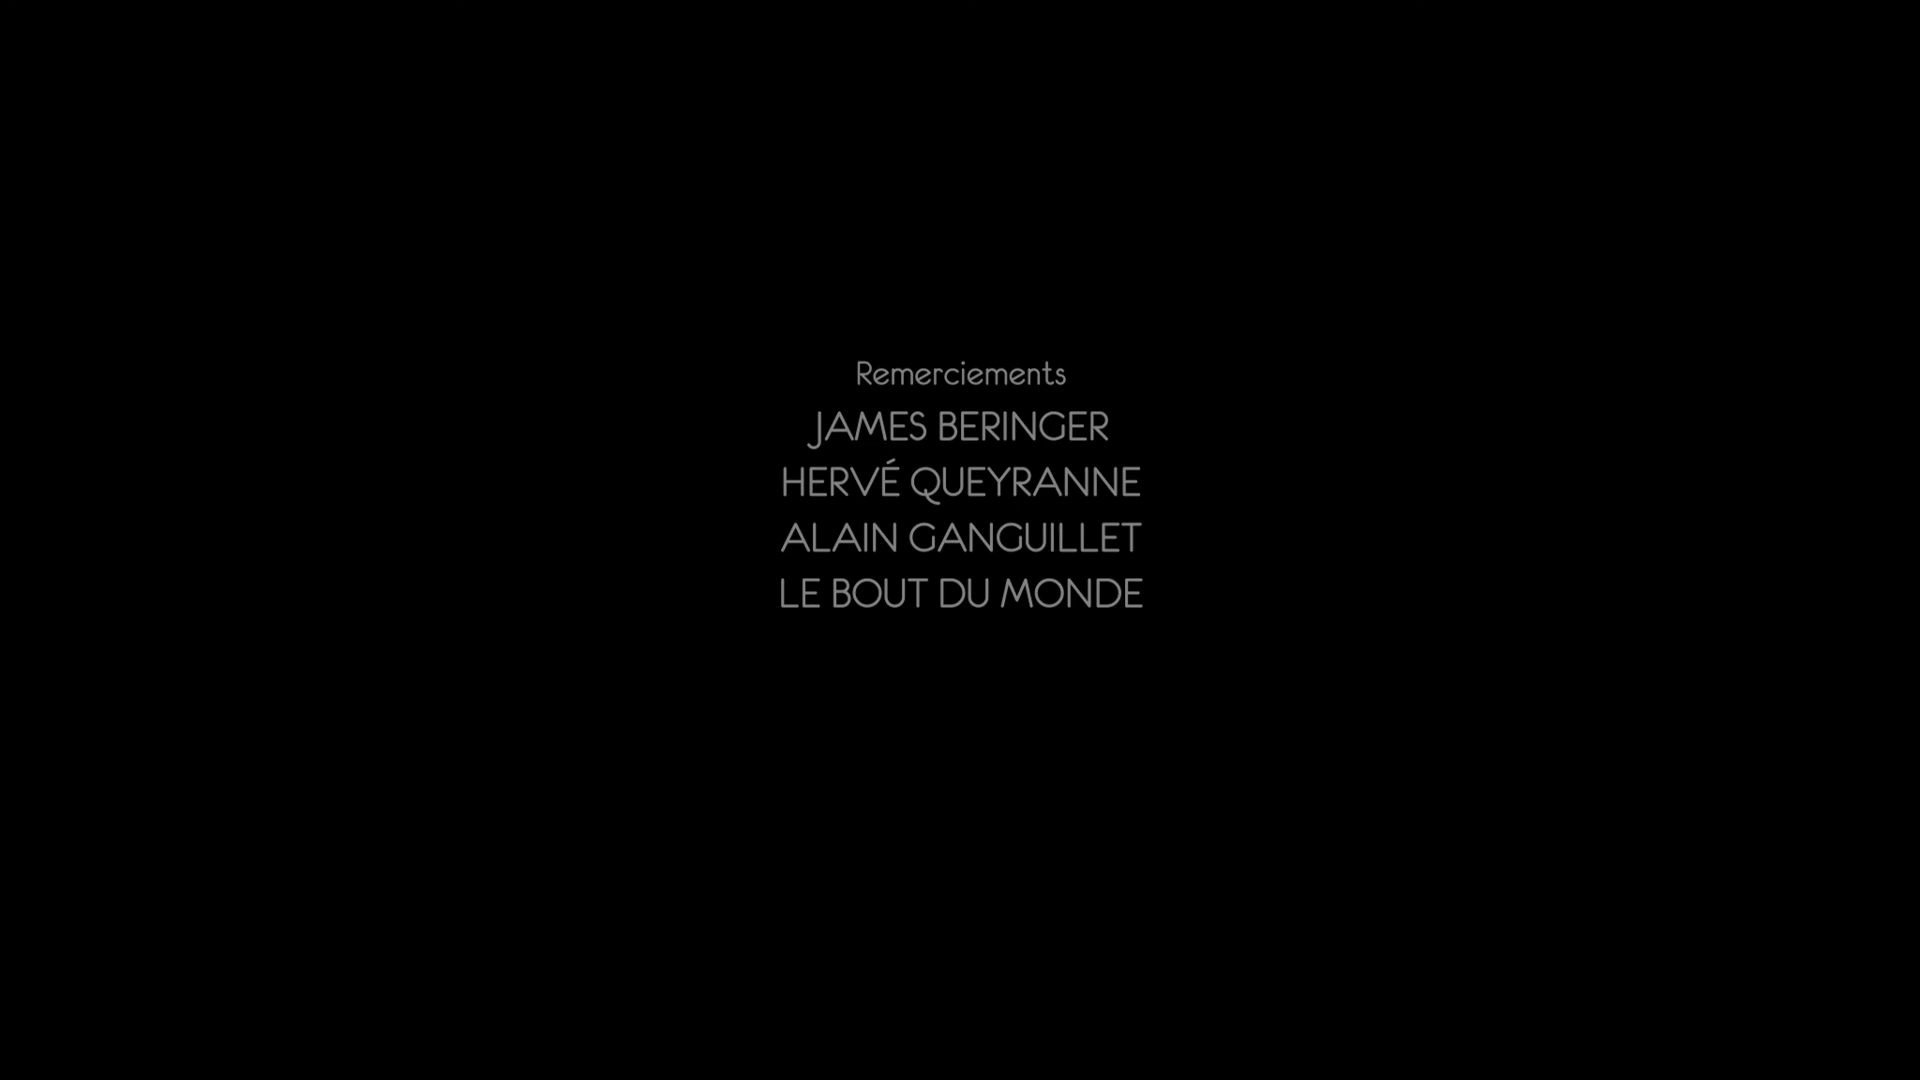 Remerciements
JAMES BERINGER
HERVÉ QUEYRANNE
ALAIN GANGUILLET
LE BOUT DU MONDE